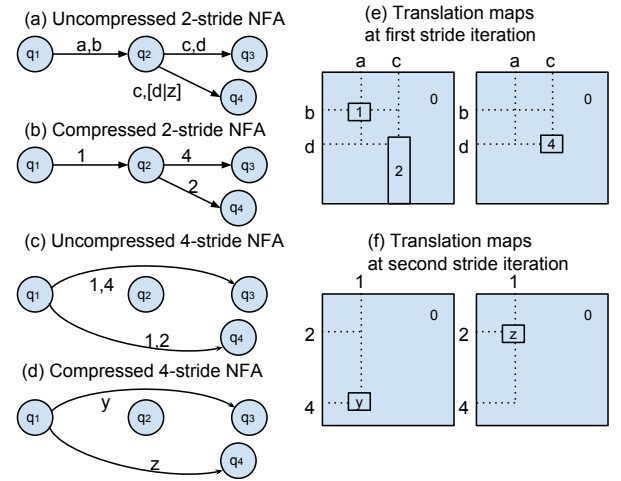 (a) Uncompressed 2-stride NFA
q1 a,b q2 c,d q3
c,[d|z] q4
(b) Compressed 2-stride NFA
q1 1 q2 4 q3
2 q4
(c) Uncompressed 4-stride NFA
q1 1,4 q2 q3
1,2 q4
(d) Compressed 4-stride NFA
q1 y q2 q3
z q4
(e) Translation maps
at first stride iteration
a c a c
0 0
b 1 b
d 2 d 4
(f) Translation maps
at second stride iteration
1 1
0 0
2 2 z
4 y 4